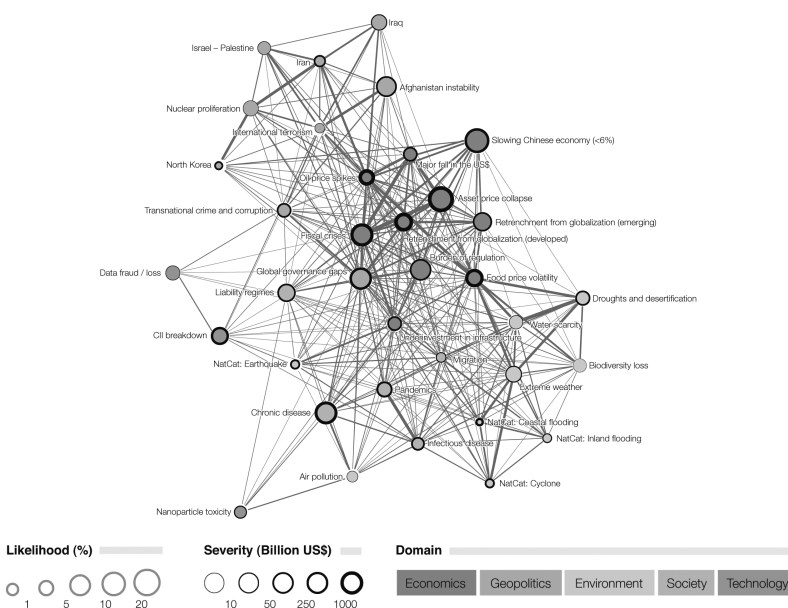 Iraq
Israel – Palestine
Iran
Afghanistan instability
Nuclear proliferation
International terrorism
Slowing Chinese economy (<6%)
Major fall in the US$
North Korea
Oil price spikes
Asset price collapse
Transnational crime and corruption
Retrenchment from globalization (emerging)
Fiscal crises
Retrenchment from globalization (developed)
Burden of regulation
Data fraud / loss
Global governance gaps
Food price volatility
Liability regimes
Droughts and desertification
Water scarcity
CII breakdown
Underinvestment in infrastructure
Migration
NatCat: Earthquake
Biodiversity loss
Extreme weather
Pandemic
Chronic disease
NatCat: Coastal flooding
Infectious disease
NatCat: Inland flooding
Air pollution
NatCat: Cyclone
Nanoparticle toxicity
Likelihood (%)
1 5 10 20
Severity (Billion US$)
10 50 250 1000
Domain
Economics
Geopolitics
Environment
Society
Technology